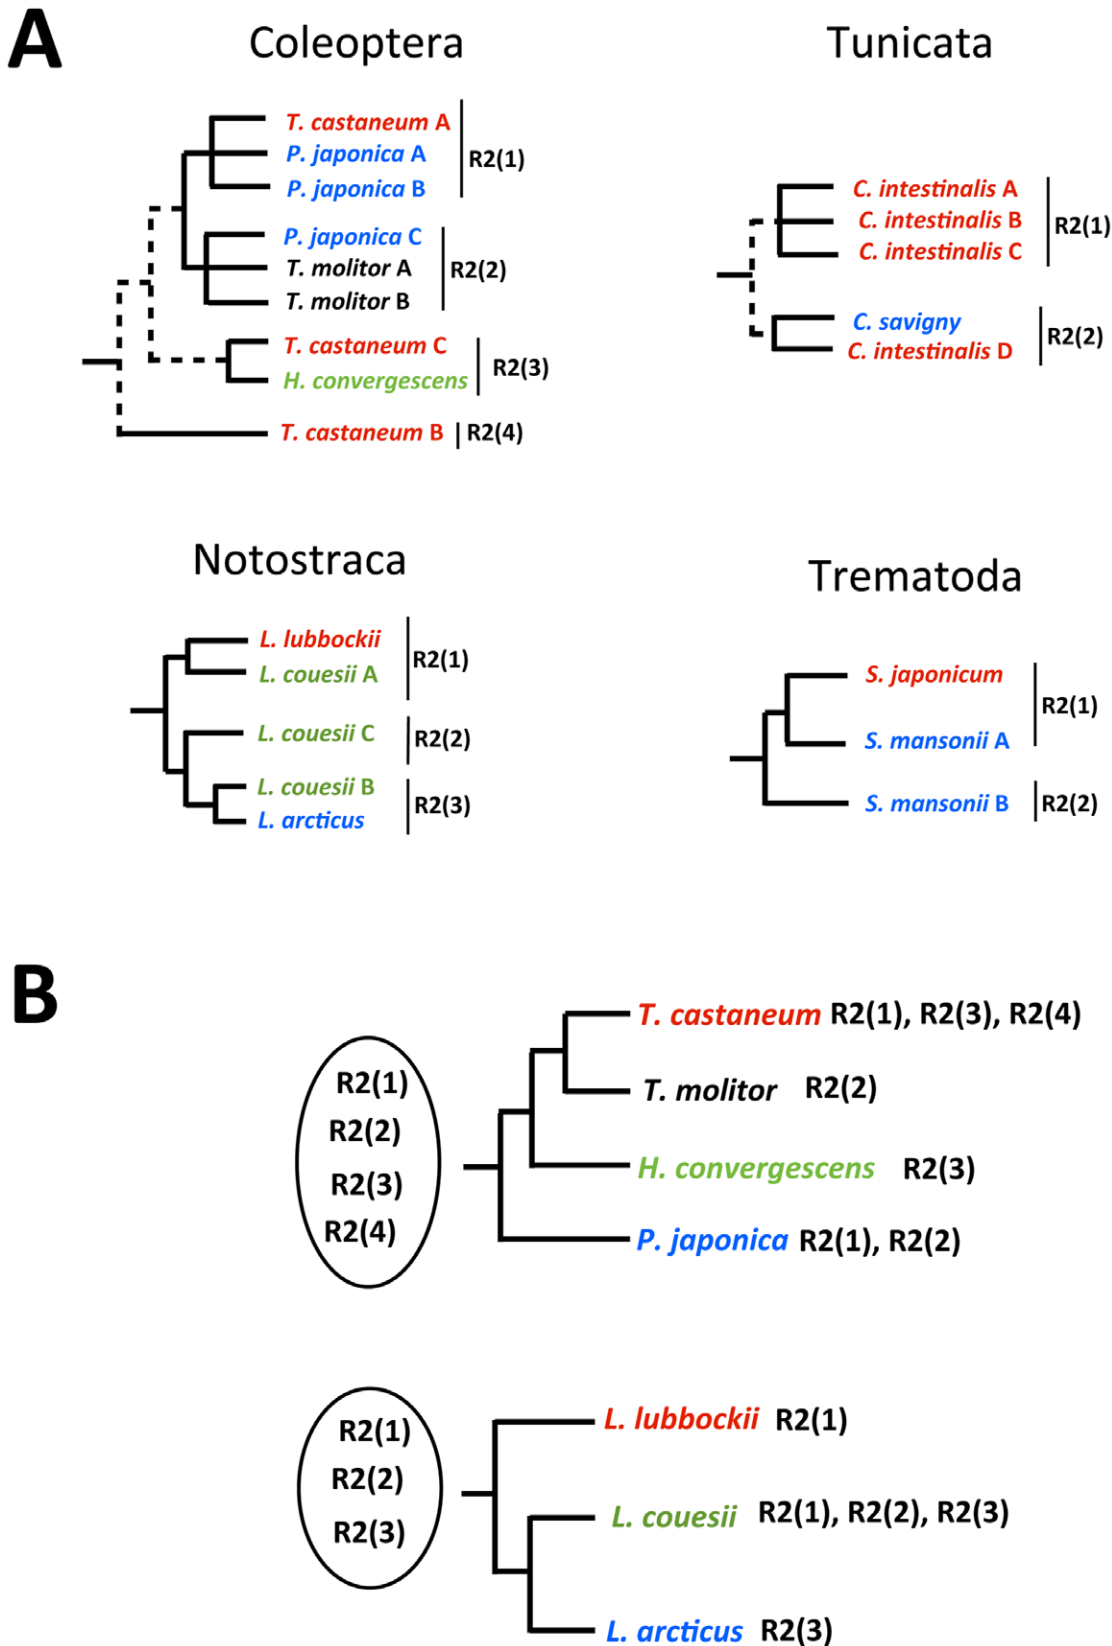 A
Coleoptera
T. castaneum A
P. japonica A
P. japonica B
R2(1)
P. japonica C
T. molitor A
T. molitor B
R2(2)
T. castaneum C
H. convergescens
R2(3)
T. castaneum B
R2(4)
Tunicata
C. intestinalis A
C. intestinalis B
C. intestinalis C
R2(1)
C. savigny
C. intestinalis D
R2(2)
Notostraca
L. lubbockii
L. couesii A
R2(1)
L. couesii C
R2(2)
L. couesii B
L. arcticus
R2(3)
Trematoda
S. japonicum
S. mansonii A
R2(1)
S. mansonii B
R2(2)
B
R2(1)
R2(2)
R2(3)
R2(4)
T. castaneum R2(1), R2(3), R2(4)
T. molitor R2(2)
H. convergescens R2(3)
P. japonica R2(1), R2(2)
R2(1)
R2(2)
R2(3)
L. lubbockii R2(1)
L. couesii R2(1), R2(2), R2(3)
L. arcticus R2(3)